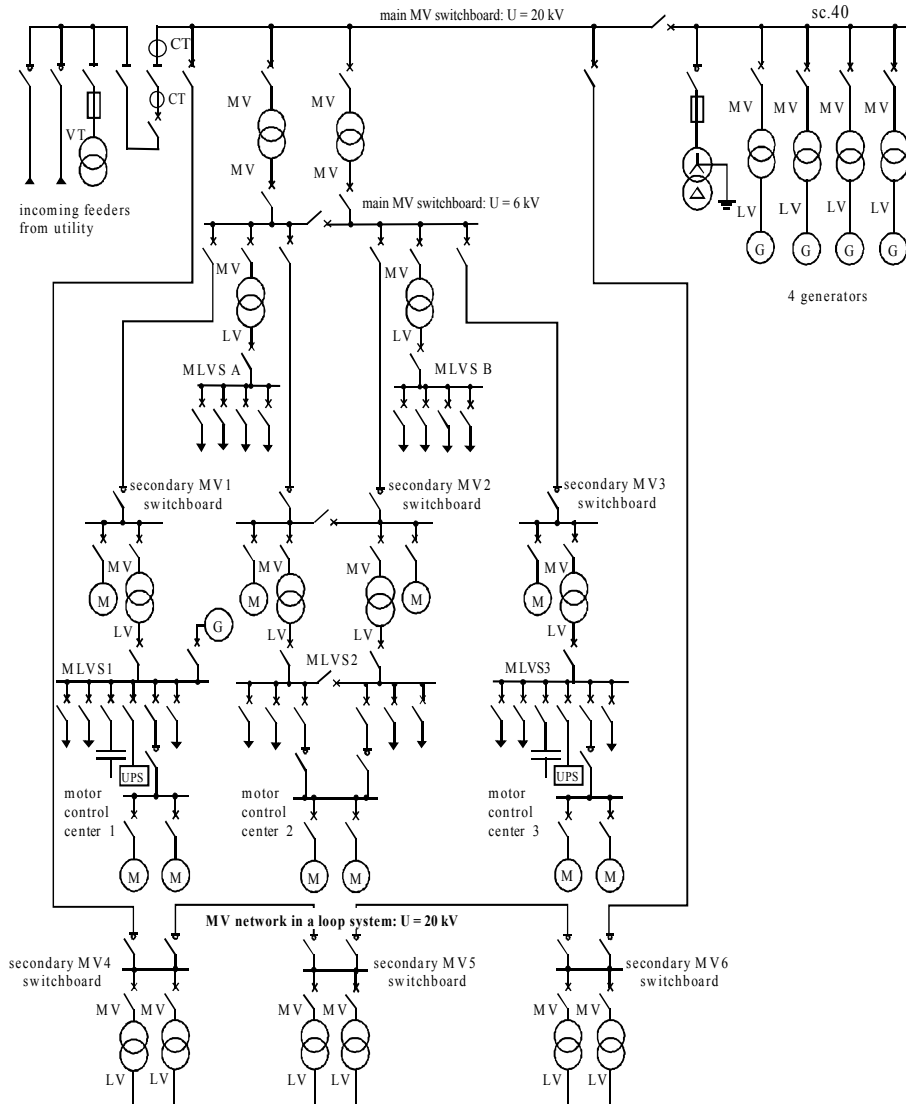 main MV switchboard: U = 20 kV
sc.40
CT
CT
VT
MV
MV
MV
MV
MV
MV
MV
MV
LV
LV
LV
LV
G
G
G
G
4 generators
incoming feeders
from utility
main MV switchboard: U = 6 kV
MV
MV
LV
LV
MLVS A
MLVS B
secondary MV1
switchboard
secondary MV2
switchboard
secondary MV3
switchboard
MV
MV
MV
MV
M
M
M
M
LV
G
LV
LV
LV
MLVS1
MLVS2
MLVS3
UPS
UPS
motor
control
center 1
motor
control
center 2
motor
control
center 3
M
M
M
M
M
M
MV network in a loop system: U = 20 kV
secondary MV4
switchboard
secondary MV5
switchboard
secondary MV6
switchboard
MV
MV
MV
MV
MV
MV
LV
LV
LV
LV
LV
LV